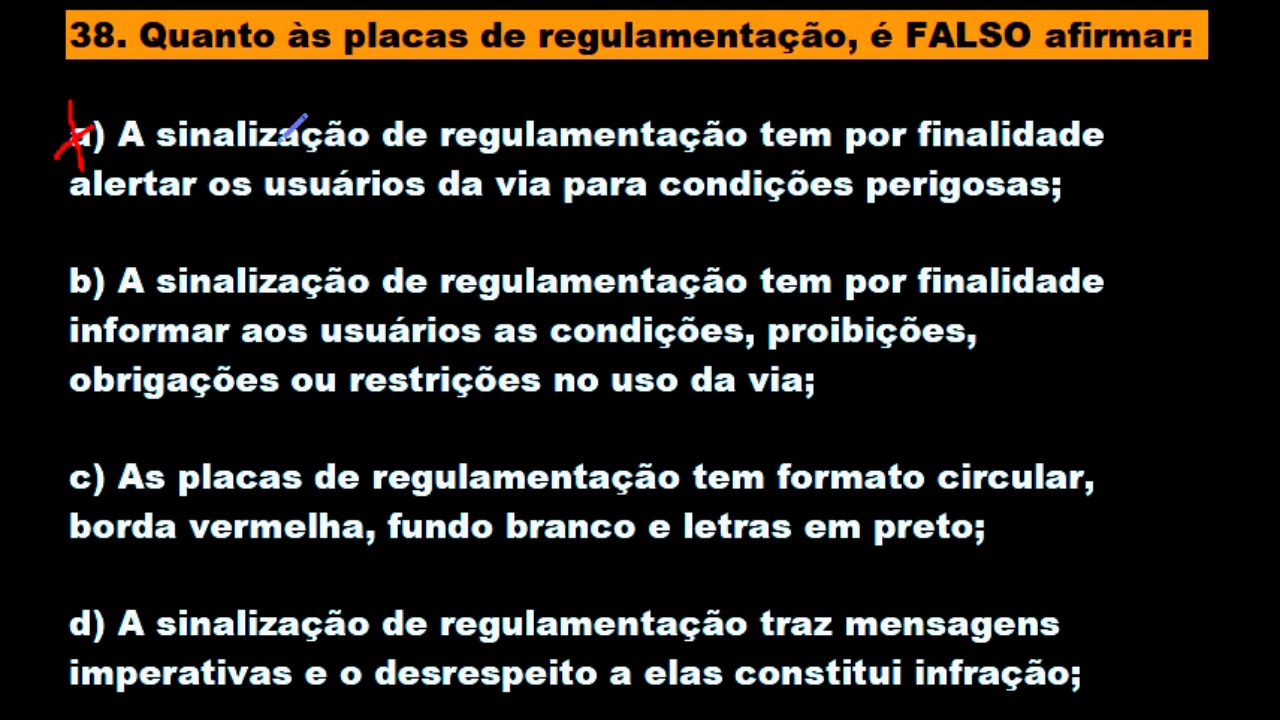 38. Quanto às placas de regulamentação, é FALSO afirmar:
a) A sinalização de regulamentação tem por finalidade
alertar os usuários da via para condições perigosas;
b) A sinalização de regulamentação tem por finalidade
informar aos usuários as condições, proibições,
obrigações ou restrições no uso da via;
c) As placas de regulamentação tem formato circular,
borda vermelha, fundo branco e letras em preto;
d) A sinalização de regulamentação traz mensagens
imperativas e o desrespeito a elas constitui infração;